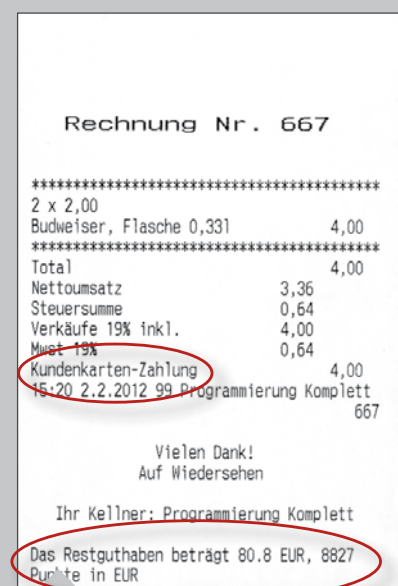 Rechnung Nr. 667
******************************************
2 x 2,00
Budweiser, Flasche 0,33l 4,00
******************************************
Total 4,00
Nettoumsatz 3,36
Steuersumme 0,64
Verkäufe 19% inkl. 4,00
Mwst 19% 0,64
Kundenkarten-Zahlung 4,00
15:20 2.2.2012 99 Programmierung Komplett
667
Vielen Dank!
Auf Wiedersehen
Ihr Kellner: Programmierung Komplett
Das Restguthaben beträgt 80.8 EUR, 8827
Punkte in EUR